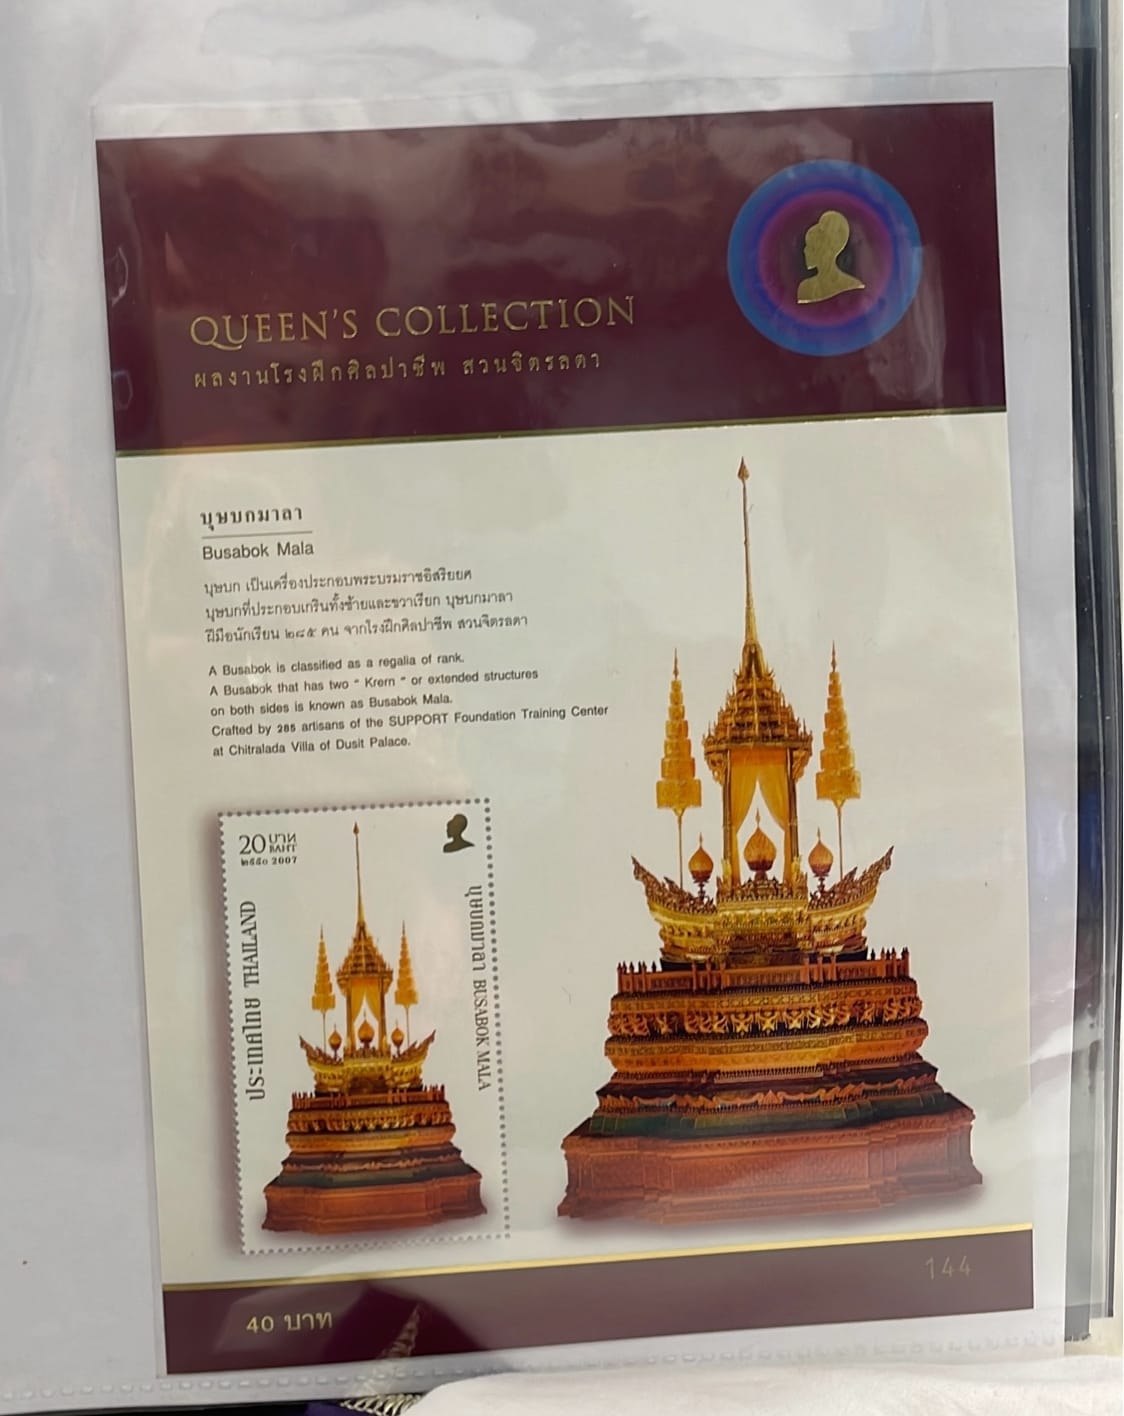 QUEEN'S COLLECTION
ผลงานโรงฝึกศิลปาชีพ สวนจิตรลดา
บุษบกมาลา
Busabok Mala
บุษบก เป็นเครื่องประกอบพระบรมราชอิสริยยศ
บุษบกที่ประกอบเกรินทั้งซ้ายและขวาเรียก บุษบกมาลา
ฝีมือนักเรียน ๒๘๕ คน จากโรงฝึกศิลปาชีพ สวนจิตรลดา
A Busabok is classified as a regalia of rank.
A Busabok that has two " Krern " or extended structures
on both sides is known as Busabok Mala.
Crafted by 285 artisans of the SUPPORT Foundation Training Center
at Chitralada Villa of Dusit Palace.
20 บาท
BAHT
๒๕๕๐ 2007
ประเทศไทย THAILAND
บุษบกมาลา BUSABOK MALA
144
40 บาท